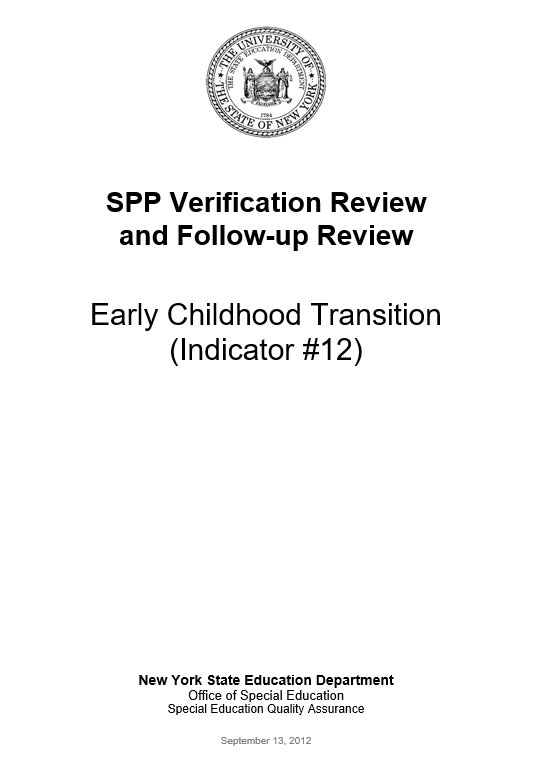 THE UNIVERSITY OF
THE STATE OF NEW YORK
THE STATE EDUCATION DEPARTMENT
EXCELSIOR
1784
SPP Verification Review
and Follow-up Review
Early Childhood Transition
(Indicator #12)
New York State Education Department
Office of Special Education
Special Education Quality Assurance
September 13, 2012